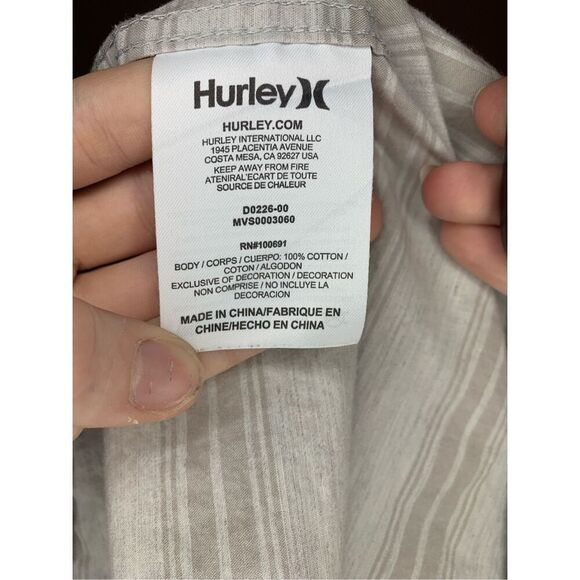 Hurley
HURLEY.COM
HURLEY INTERNATIONAL LLC
1945 PLACENTIA AVENUE
COSTA MESA, CA 92627 USA
KEEP AWAY FROM FIRE
ATENIRAL'ECART DE TOUTE
SOURCE DE CHALEUR
D0226-00
MVS0003060
RN#100691
BODY / CORPS / CUERPO: 100% COTTON /
COTON / ALGODON
EXCLUSIVE OF DECORATION / DECORATION
NON COMPRISE / NO INCLUYE LA
DECORACION
MADE IN CHINA/FABRIQUE EN
CHINE/HECHO EN CHINA